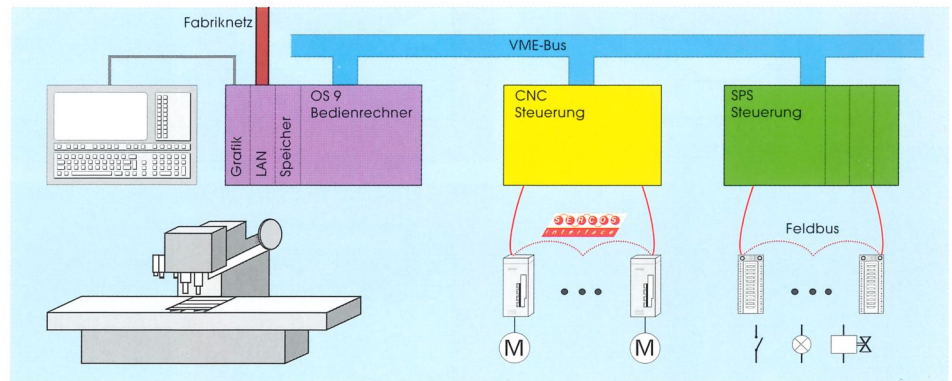 Fabriknetz
VME-Bus
OS 9
Bedienrechner
Grafik
LAN
Speicher
CNC
Steuerung
SPS
Steuerung
SERCOS
interface
Feldbus
M
M